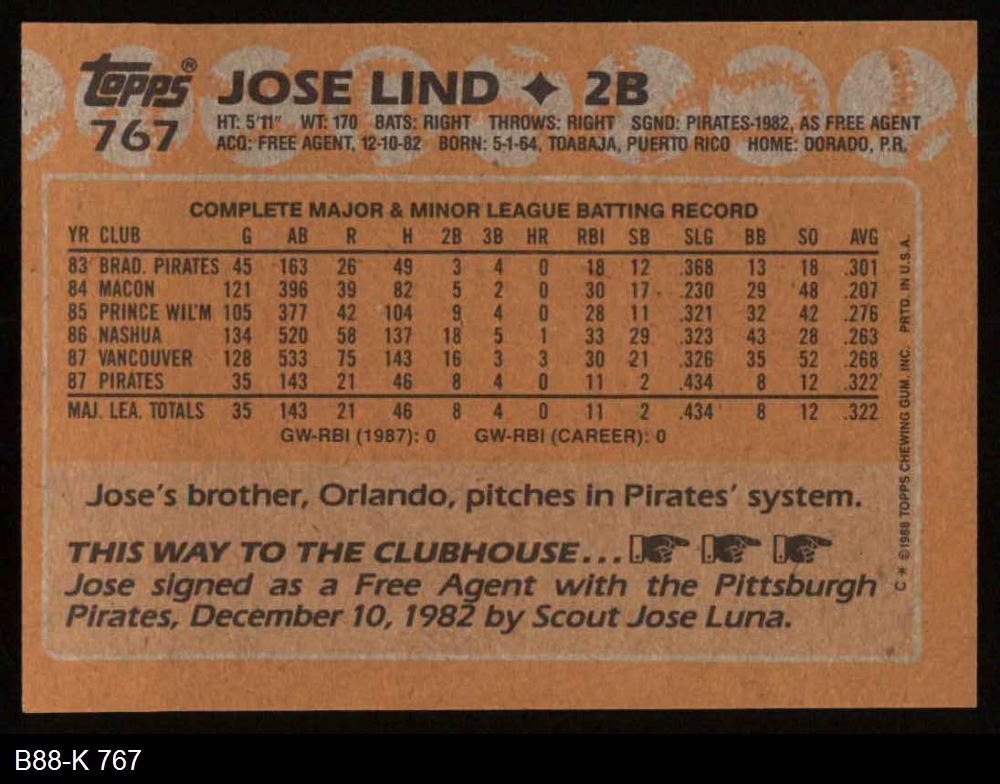 Topps®
767
JOSE LIND ✦ 2B
HT: 5'11" WT: 170 BATS: RIGHT THROWS: RIGHT SGND: PIRATES-1982, AS FREE AGENT
ACQ: FREE AGENT, 12-10-82 BORN: 5-1-64, TOABAJA, PUERTO RICO HOME: DORADO, P.R.
COMPLETE MAJOR & MINOR LEAGUE BATTING RECORD
YR CLUB G AB R H 2B 3B HR RBI SB SLG BB SO AVG
83 BRAD. PIRATES 45 163 26 49 3 4 0 18 12 .368 13 18 .301
84 MACON 121 396 39 82 5 2 0 30 17 .230 29 48 .207
85 PRINCE WIL'M 105 377 42 104 9 4 0 28 11 .321 32 42 .276
86 NASHUA 134 520 58 137 18 5 1 33 29 .323 43 28 .263
87 VANCOUVER 128 533 75 143 16 3 3 30 21 .326 35 52 .268
87 PIRATES 35 143 21 46 8 4 0 11 2 .434 8 12 .322
MAJ. LEA. TOTALS 35 143 21 46 8 4 0 11 2 .434 8 12 .322
GW-RBI (1987): 0 GW-RBI (CAREER): 0
Jose's brother, Orlando, pitches in Pirates' system.
THIS WAY TO THE CLUBHOUSE...
Jose signed as a Free Agent with the Pittsburgh
Pirates, December 10, 1982 by Scout Jose Luna.
C * ©1988 TOPPS CHEWING GUM, INC. PRTD. IN U.S.A.
B88-K 767